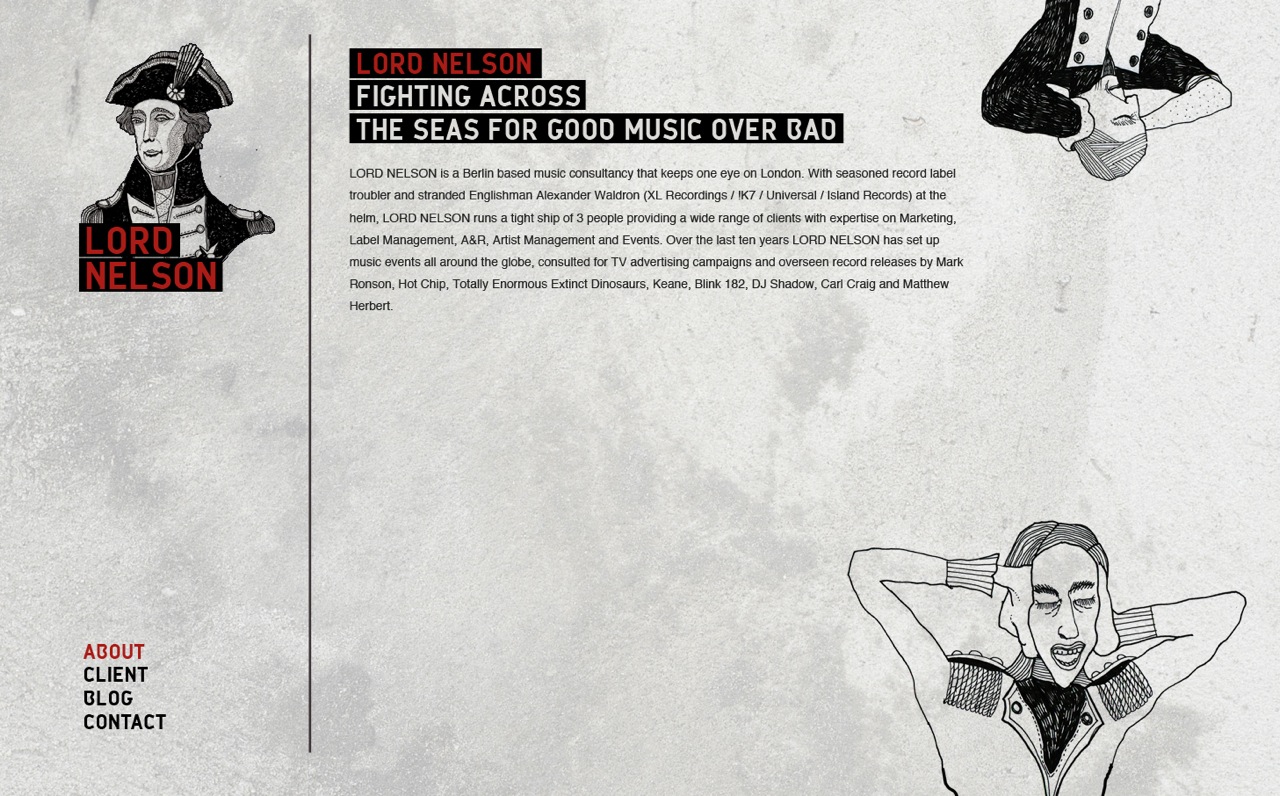 LORD
NELSON
LORD NELSON
FIGHTING ACROSS
THE SEAS FOR GOOD MUSIC OVER BAD
LORD NELSON is a Berlin based music consultancy that keeps one eye on London. With seasoned record label
troubler and stranded Englishman Alexander Waldron (XL Recordings / !K7 / Universal / Island Records) at the
helm, LORD NELSON runs a tight ship of 3 people providing a wide range of clients with expertise on Marketing,
Label Management, A&R, Artist Management and Events. Over the last ten years LORD NELSON has set up
music events all around the globe, consulted for TV advertising campaigns and overseen record releases by Mark
Ronson, Hot Chip, Totally Enormous Extinct Dinosaurs, Keane, Blink 182, DJ Shadow, Carl Craig and Matthew
Herbert.
ABOUT
CLIENT
BLOG
CONTACT